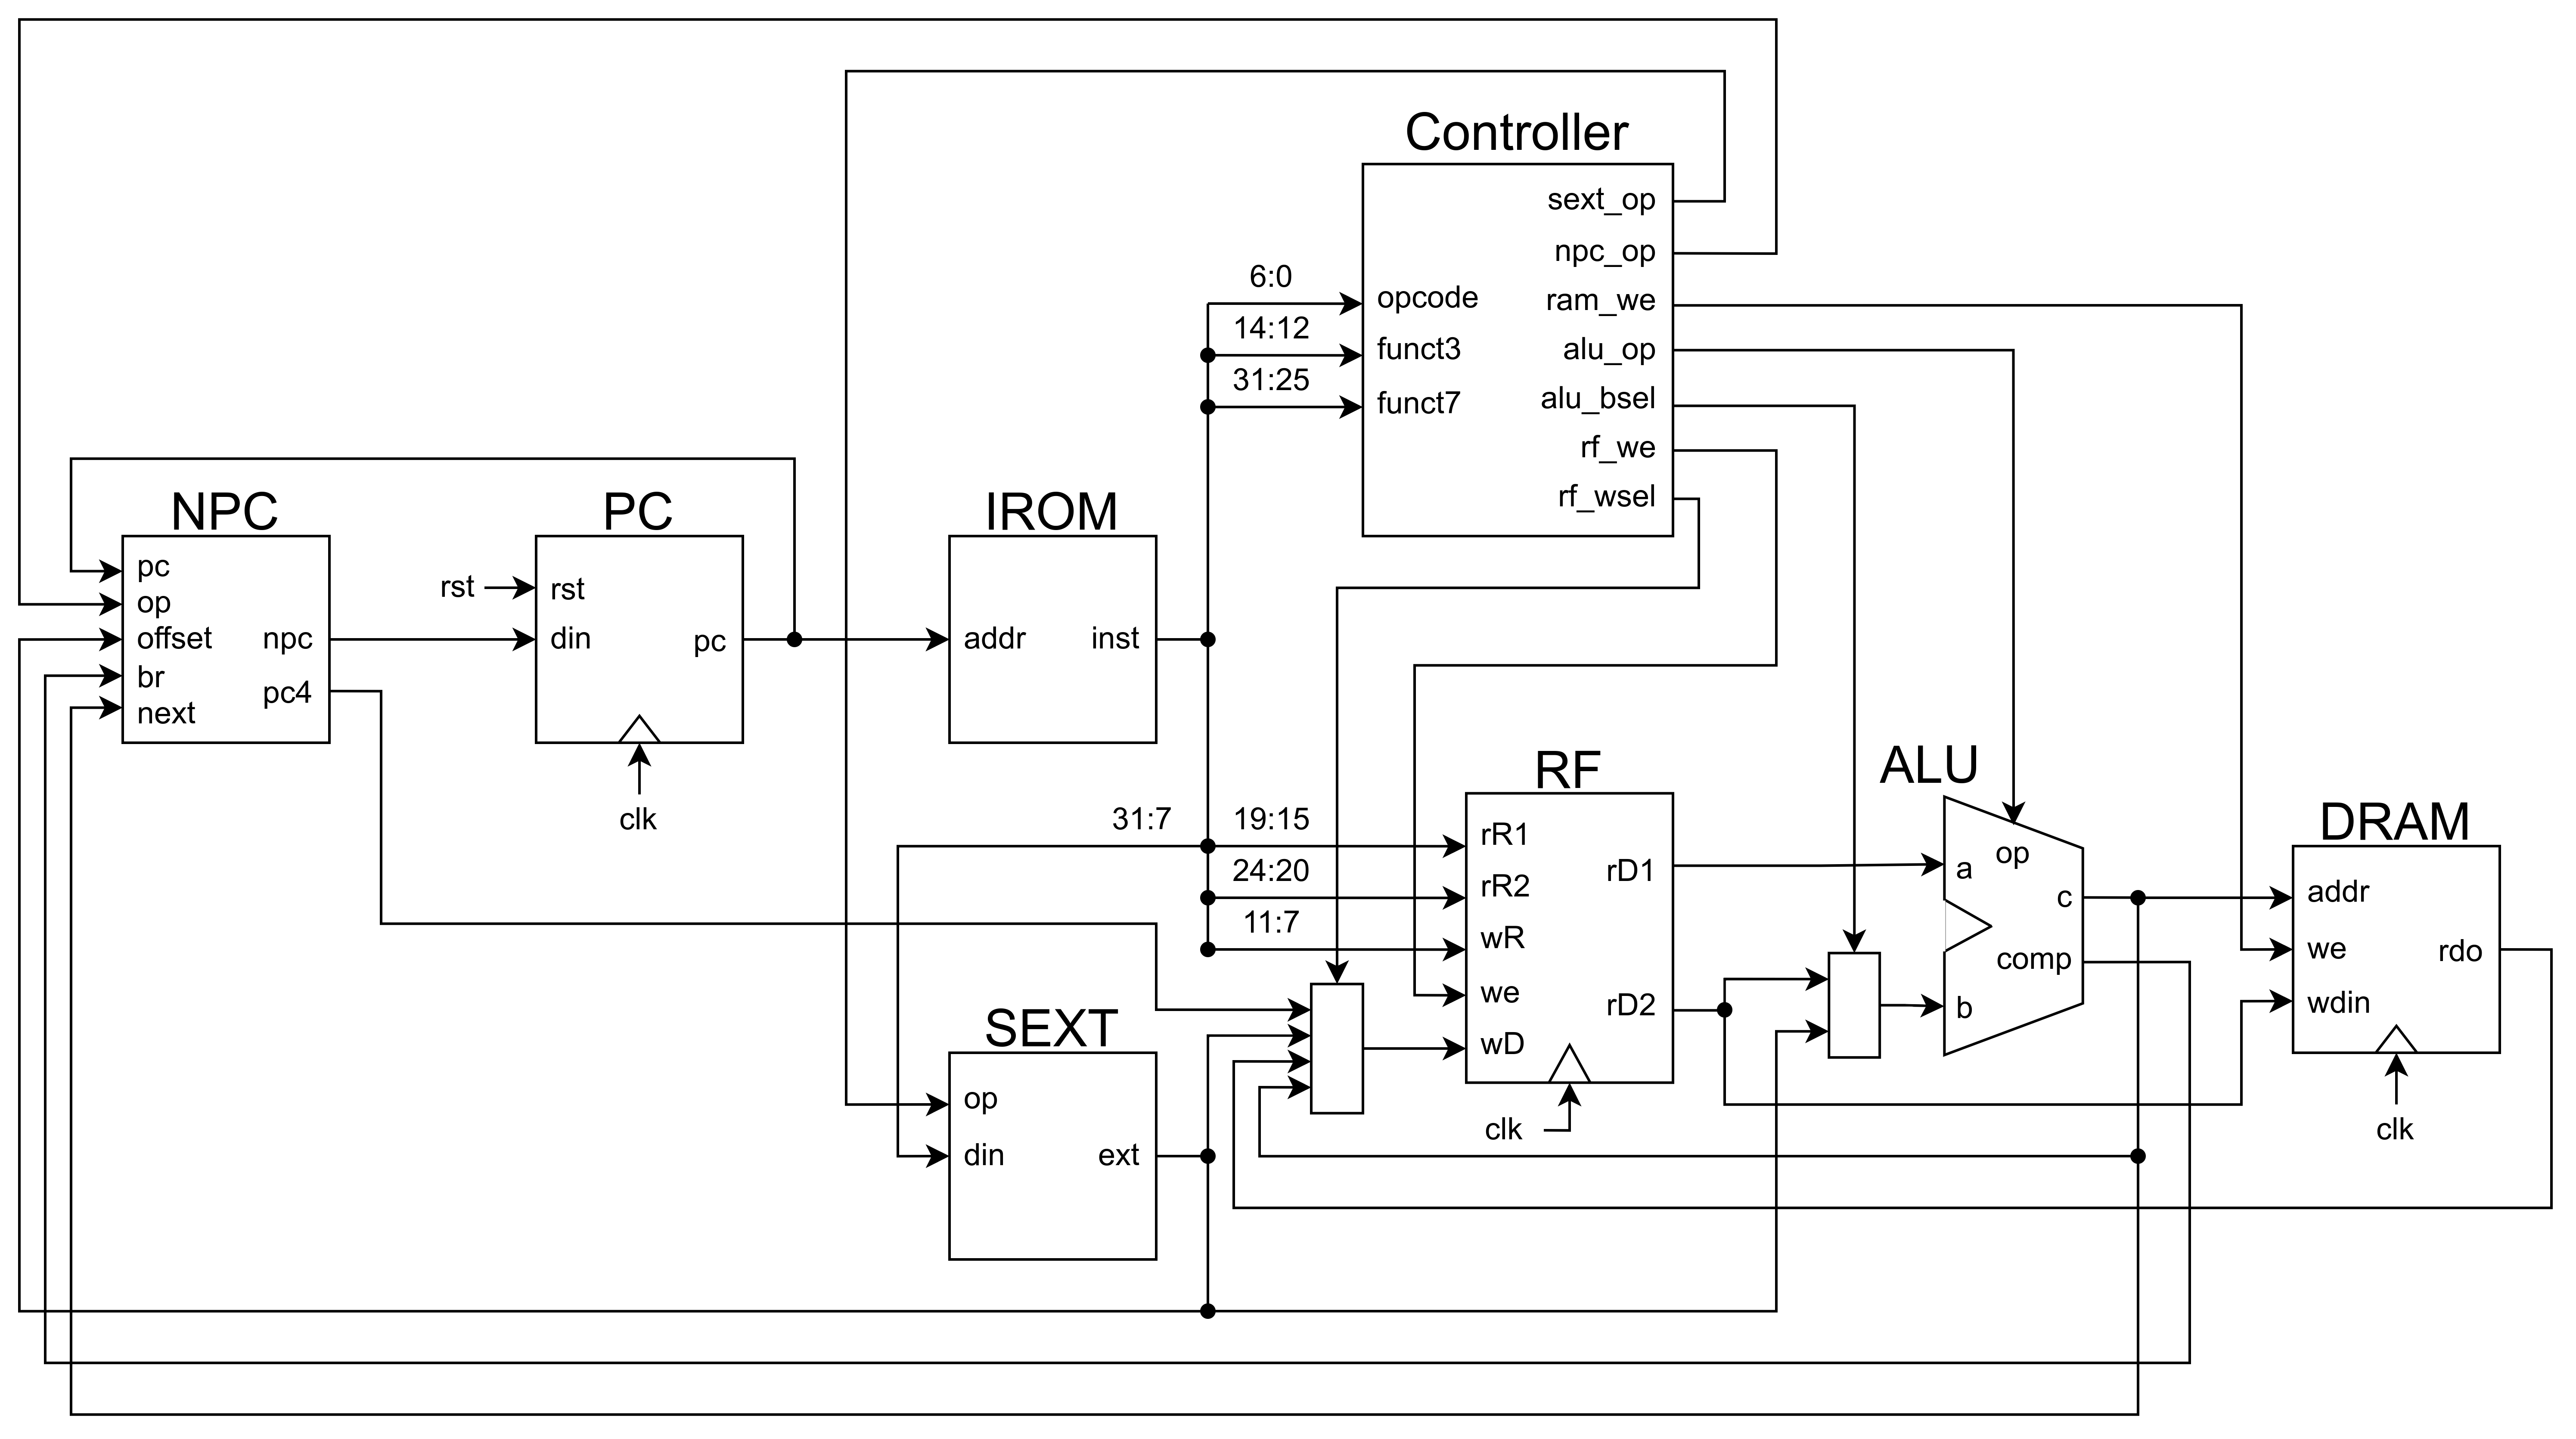 Controller
sext_op
npc_op
6:0
opcode
ram_we
14:12
funct3
alu_op
31:25
funct7
alu_bsel
rf_we
rf_wsel
NPC
pc
op
offset
br
next
npc
pc4
PC
rst
rst
din
pc
clk
IROM
addr
inst
31:7
19:15
24:20
11:7
RF
rR1
rR2
wR
we
wD
rD1
rD2
clk
ALU
op
a
b
c
comp
DRAM
addr
we
wdin
rdo
clk
SEXT
op
din
ext